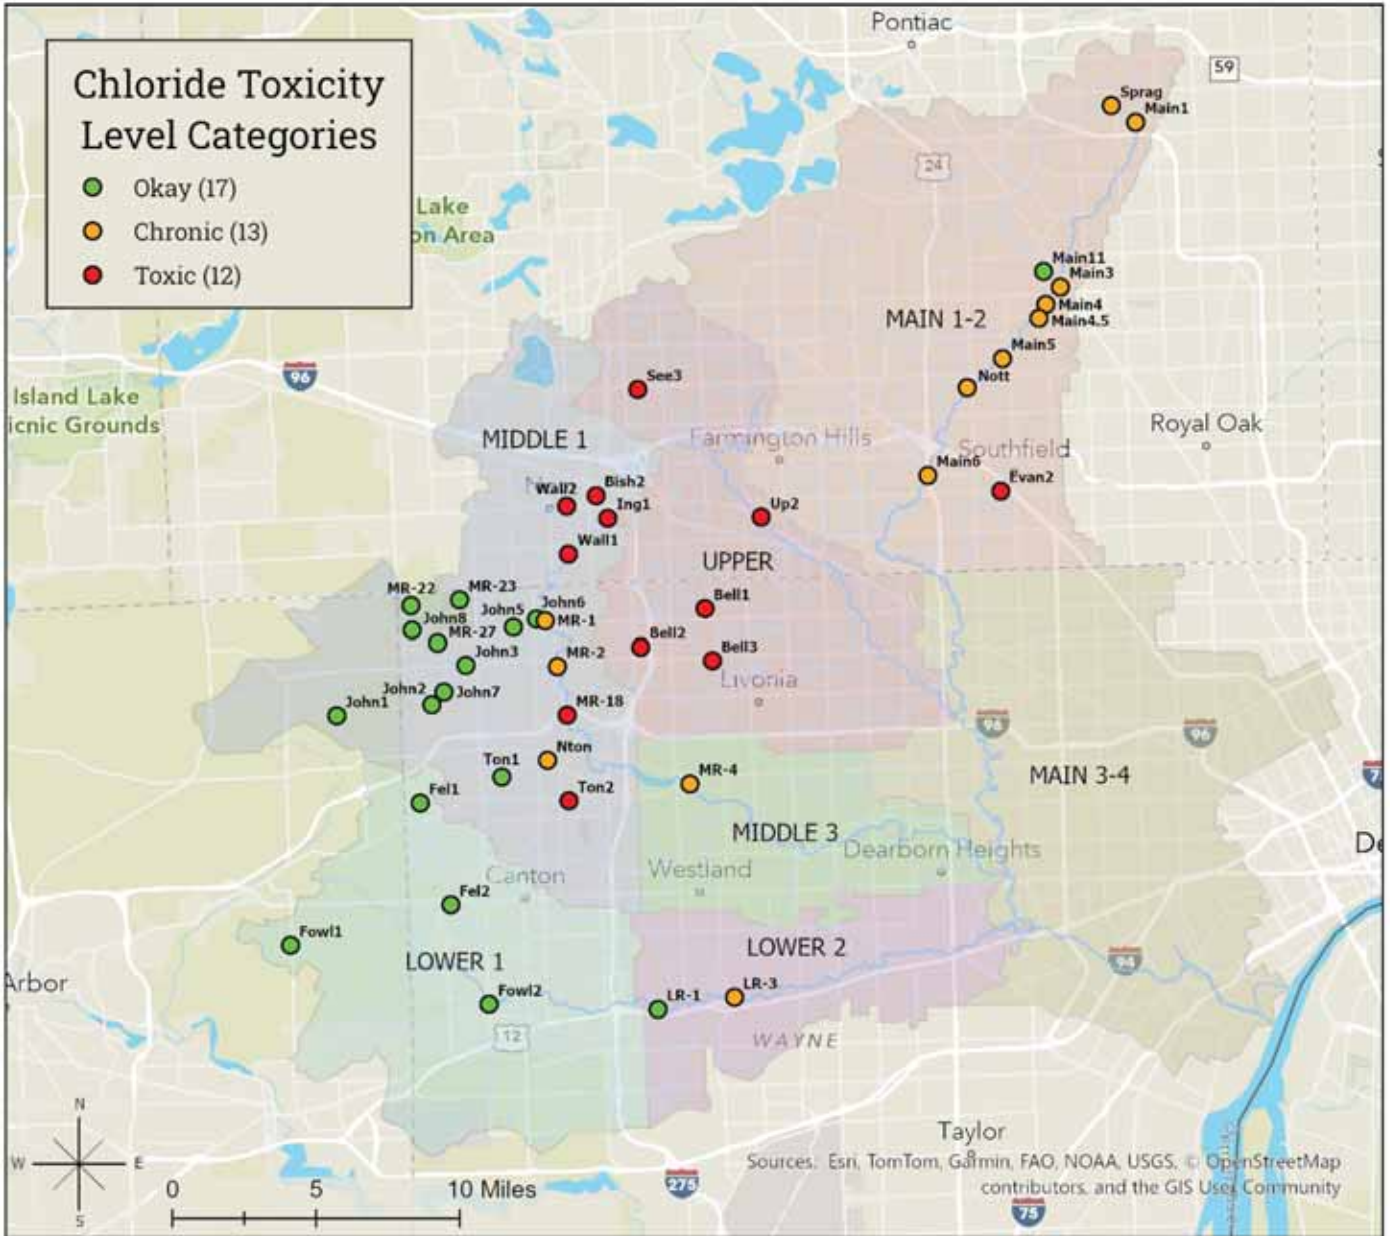 Pontiac
59
Chloride Toxicity
Level Categories
Okay (17)
Chronic (13)
Toxic (12)
Sprag
Main1
24
Lake
on Area
Main11
Main3
Main4
Main4.5
MAIN 1-2
Main5
Nott
96
See3
Island Lake
icnic Grounds
Royal Oak
MIDDLE 1
Farmington Hills
Southfield
Main6
Evan2
Bish2
Wall2
Ing1
Up2
Wall1
UPPER
MR-22
MR-23
Bell1
John5
John6
John8
MR-1
MR-27
Bell2
Bell3
John3
MR-2
Livonia
John2
John7
John1
MR-18
96
96
Nton
Ton1
MR-4
MAIN 3-4
Fel1
Ton2
MIDDLE 3
Dearborn Heights
De
Canton
Westland
Fel2
Fowl1
LOWER 1
LOWER 2
94
Arbor
Fowl2
LR-1
LR-3
12
WAYNE
N
W
E
S
Taylor
Sources: Esri, TomTom, Garmin, FAO, NOAA, USGS, © OpenStreetMap
contributors, and the GIS User Community
0 5 10 Miles
275
75